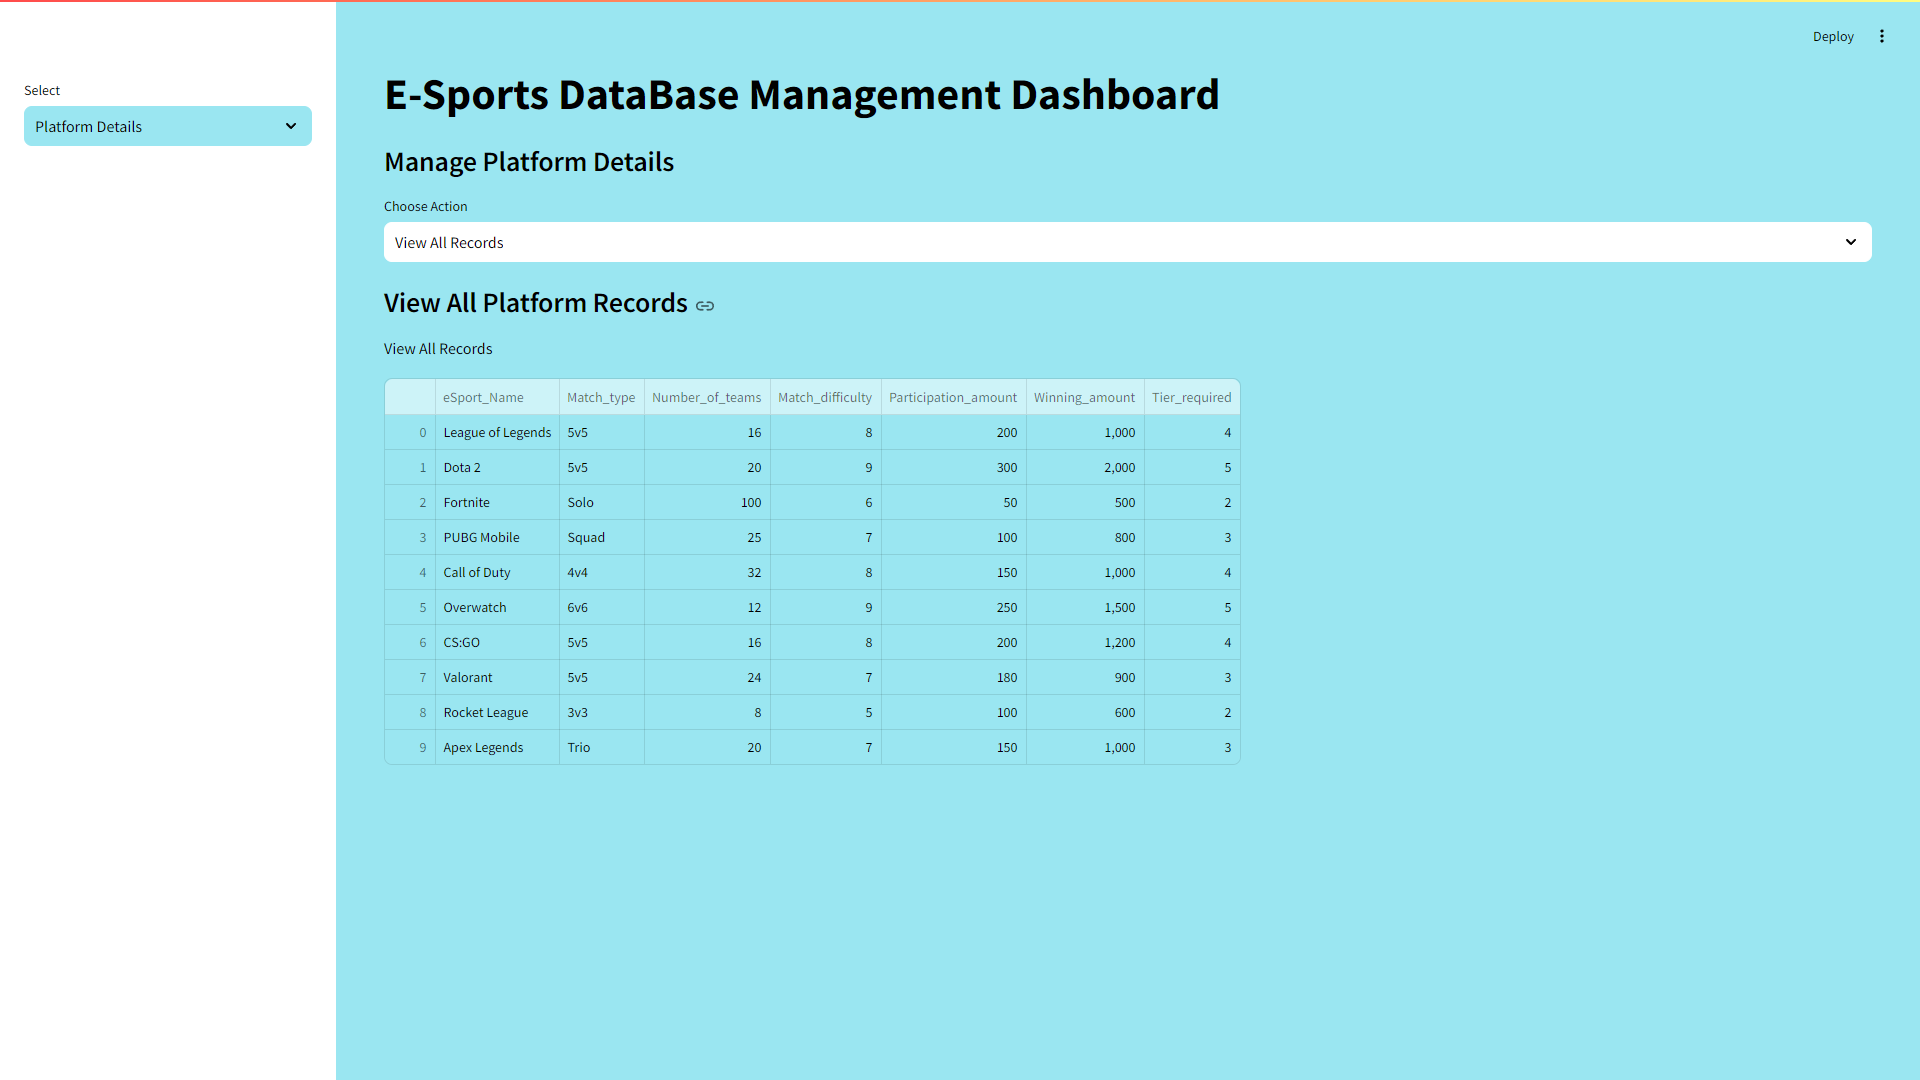 Deploy
Select
Platform Details
E-Sports DataBase Management Dashboard
Manage Platform Details
Choose Action
View All Records
View All Platform Records
View All Records
eSport_Name Match_type Number_of_teams Match_difficulty Participation_amount Winning_amount Tier_required
0 League of Legends 5v5 16 8 200 1,000 4
1 Dota 2 5v5 20 9 300 2,000 5
2 Fortnite Solo 100 6 50 500 2
3 PUBG Mobile Squad 25 7 100 800 3
4 Call of Duty 4v4 32 8 150 1,000 4
5 Overwatch 6v6 12 9 250 1,500 5
6 CS:GO 5v5 16 8 200 1,200 4
7 Valorant 5v5 24 7 180 900 3
8 Rocket League 3v3 8 5 100 600 2
9 Apex Legends Trio 20 7 150 1,000 3